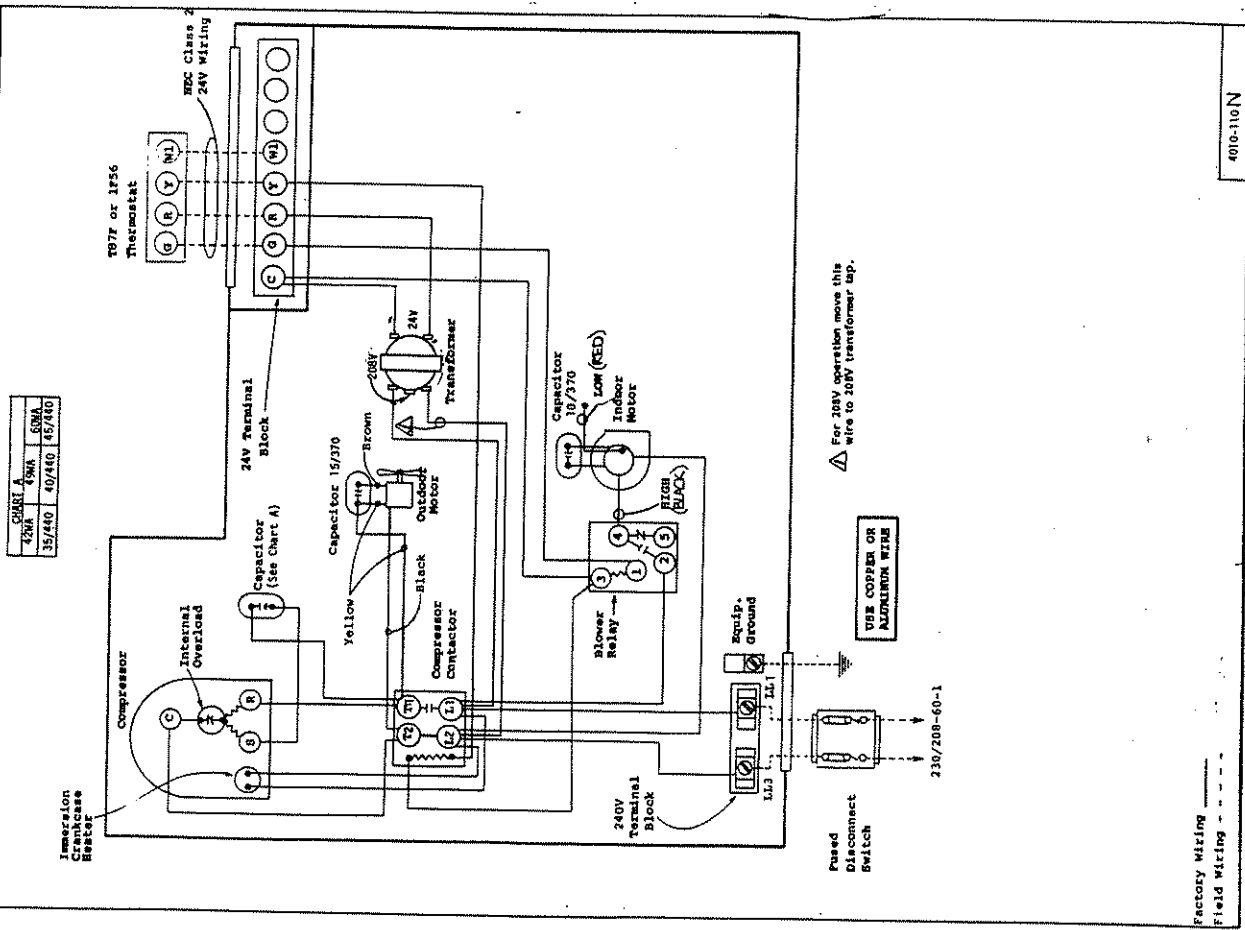 CHART A
42WA 49WA 60WA
35/440 40/440 45/440
T87F or 1F56
Thermostat
G R Y W1
NEC Class 2
24V Wiring
C G R Y W1
24V Terminal
Block
Immersion
Crankcase
Heater
Compressor
Internal
Overload
C
S R
Capacitor
(See Chart A)
Capacitor 15/370
Brown
Yellow
Black
Outdoor
Motor
208V
24V
Transformer
Compressor
Contactor
T2 T1
L2 L1
Capacitor
10/370
LOW (RED)
Indoor
Motor
HIGH
(BLACK)
Blower
Relay
3 1 4 2 5
240V
Terminal
Block
LL3 LL1
Equip.
Ground
Fused
Disconnect
Switch
230/208-60-1
USE COPPER OR
ALUMINUM WIRE
For 208V operation move this
wire to 208V transformer tap.
Factory Wiring
Field Wiring - - - - -
4010-110N